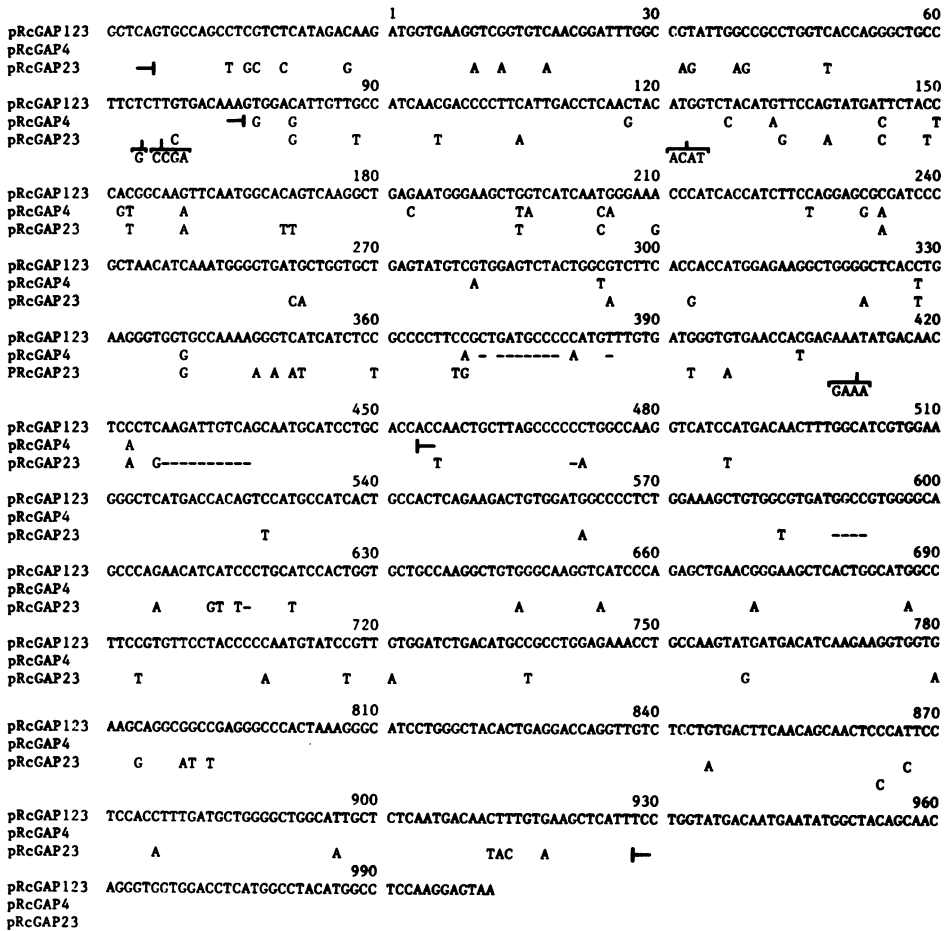 1 30 60
pRcGAP123 GGTCAGTGCCAGCCTCGTCTCATAGACAAG ATGGTGAAGGTCGGTGTCAACGGATTTGGC CGTATTGGCCGCCTGGTCACCAGGGCTGCC
pRcGAP4
pRcGAP23 T GC C G A A A AG AG T
90 120 150
pRcGAP123 TTCTCTTGTGACAAAGTGGACATTGTTGCC ATCAACGACCCCTTCATTGACCTCAACTAC ATGGTCTACATGTTCCAGTATGATTCTACC
pRcGAP4 G G G C A C T
pRcGAP23 C G T T A G A C T
G CCGA ACAT
180 210 240
pRcGAP123 CACGGCAAGTTCAATGGCACAGTCAAGGCT GAGAATGGGAAGCTGGTCATCAATGGGAAA CCCATCACCATCTTCCAGGAGCGCGATCCC
pRcGAP4 GT A C TA CA T G A
pRcGAP23 T A TT T C G A
270 300 330
pRcGAP123 GCTAACATCAAATGGGGTGATGCTGGTGCT GAGTATGTCGTGGAGTCTACTGGCGTCTTC ACCACCATGGAGAAGGCTGGGGCTCACCTG
pRcGAP4 A T T
pRcGAP23 CA A G A T
360 390 420
pRcGAP123 AAGGGTGGTGCCAAAAGGGTCATCATCTCC GCCCCTTCCGCTGATGCCCCCATGTTTGTG ATGGGTGTGAACCACGAGAAATATGACAAC
pRcGAP4 G A - ------- A - T
PRcGAP23 G A A AT T TG T A
GAAA
450 480 510
pRcGAP123 TCCCTCAAGATTGTCAGCAATGCATCCTGC ACCACCAACTGCTTAGCCCCCCTGGCCAAG GTCATCCATGACAACTTTGGCATCGTGGAA
pRcGAP4 A
pRcGAP23 A G---------- T -A T
540 570 600
pRcGAP123 GGGCTCATGACCACAGTCCATGCCATCACT GCCACTCAGAAGACTGTGGATGGCCCCTCT GGAAAGCTGTGGCGTGATGGCCGTGGGGCA
pRcGAP4
pRcGAP23 T A T ----
630 660 690
pRcGAP123 GCCCAGAACATCATCCCTGCATCCACTGGT GCTGCCAAGGCTGTGGGCAAGGTCATCCCA GAGCTGAACGGGAAGCTCACTGGCATGGCC
pRcGAP4
pRcGAP23 A GT T- T A A A A
720 750 780
pRcGAP123 TTCCGTGTTCCTACCCCCAATGTATCCGTT GTGGATCTGACATGCCGCCTGGAGAAACCT GCCAAGTATGATGACATCAAGAAGGTGGTG
pRcGAP4
pRcGAP23 T A T A T G A
810 840 870
pRcGAP123 AAGCAGGCGGCCGAGGGCCCACTAAAGGGC ATCCTGGGCTACACTGAGGACCAGGTTGTC TCCTGTGACTTCAACAGCAACTCCCATTCC
pRcGAP4
pRcGAP23 G AT T A C
C
900 930 960
pRcGAP123 TCCACCTTTGATGCTGGGGCTGGCATTGCT CTCAATGACAACTTTGTGAAGCTCATTTCC TGGTATGACAATGAATATGGCTACAGCAAC
pRcGAP4
pRcGAP23 A A TAC A
990
pRcGAP123 AGGGTGGTGGACCTCATGGCCTACATGGCC TCCAAGGAGTAA
pRcGAP4
pRcGAP23